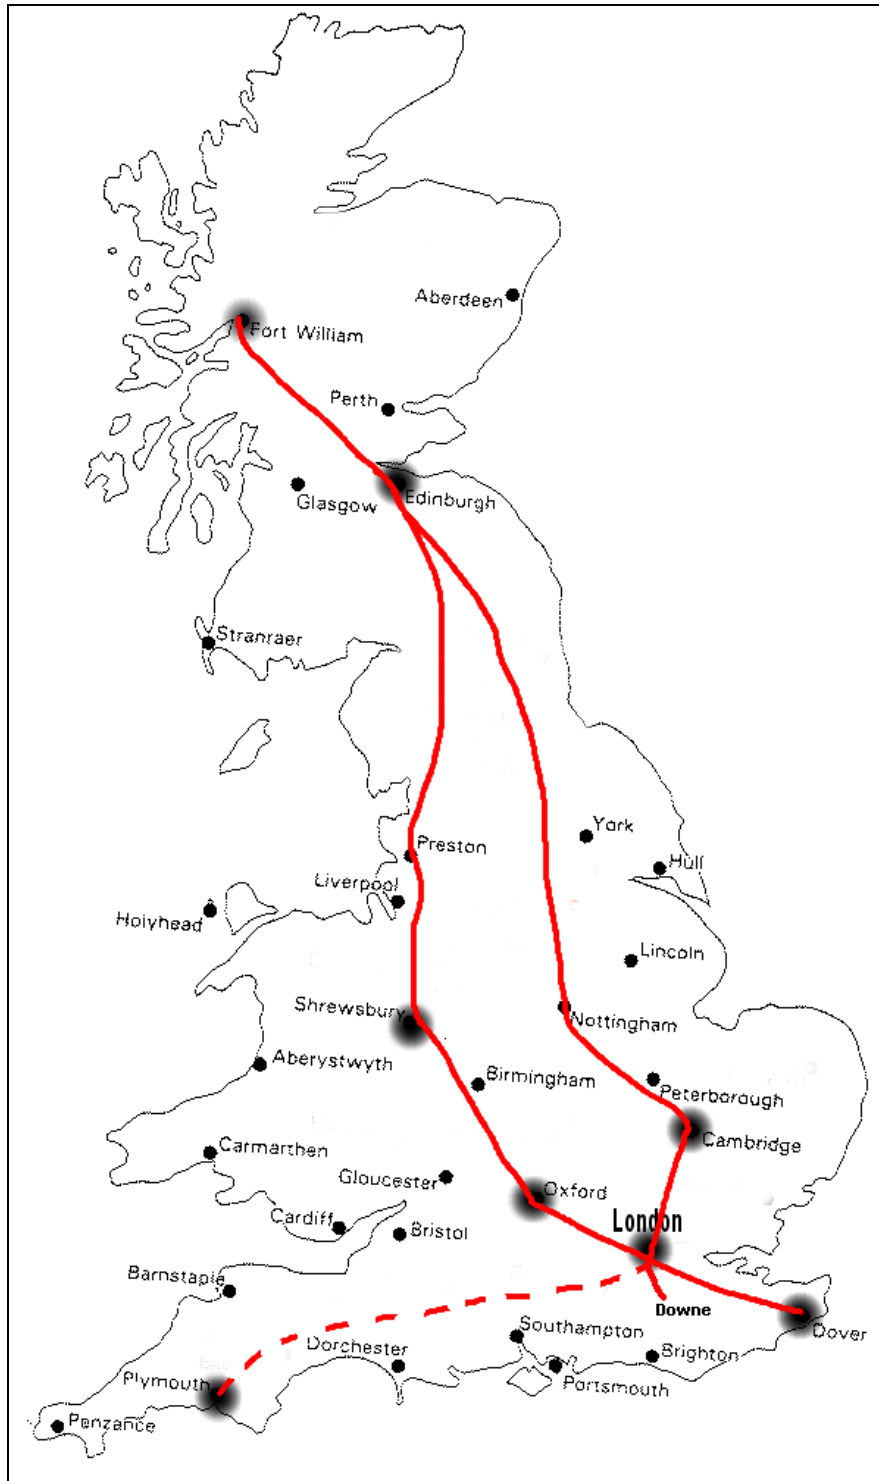 Aberdeen
Fort William
Perth
Edinburgh
Glasgow
Stranraer
York
Preston
Hull
Liverpool
Holyhead
Lincoln
Shrewsbury
Nottingham
Aberystwyth
Birmingham
Peterborough
Cambridge
Carmarthen
Gloucester
Oxford
Cardiff
London
Bristol
Barnstaple
Downe
Southampton
Dover
Dorchester
Brighton
Plymouth
Portsmouth
Penzance